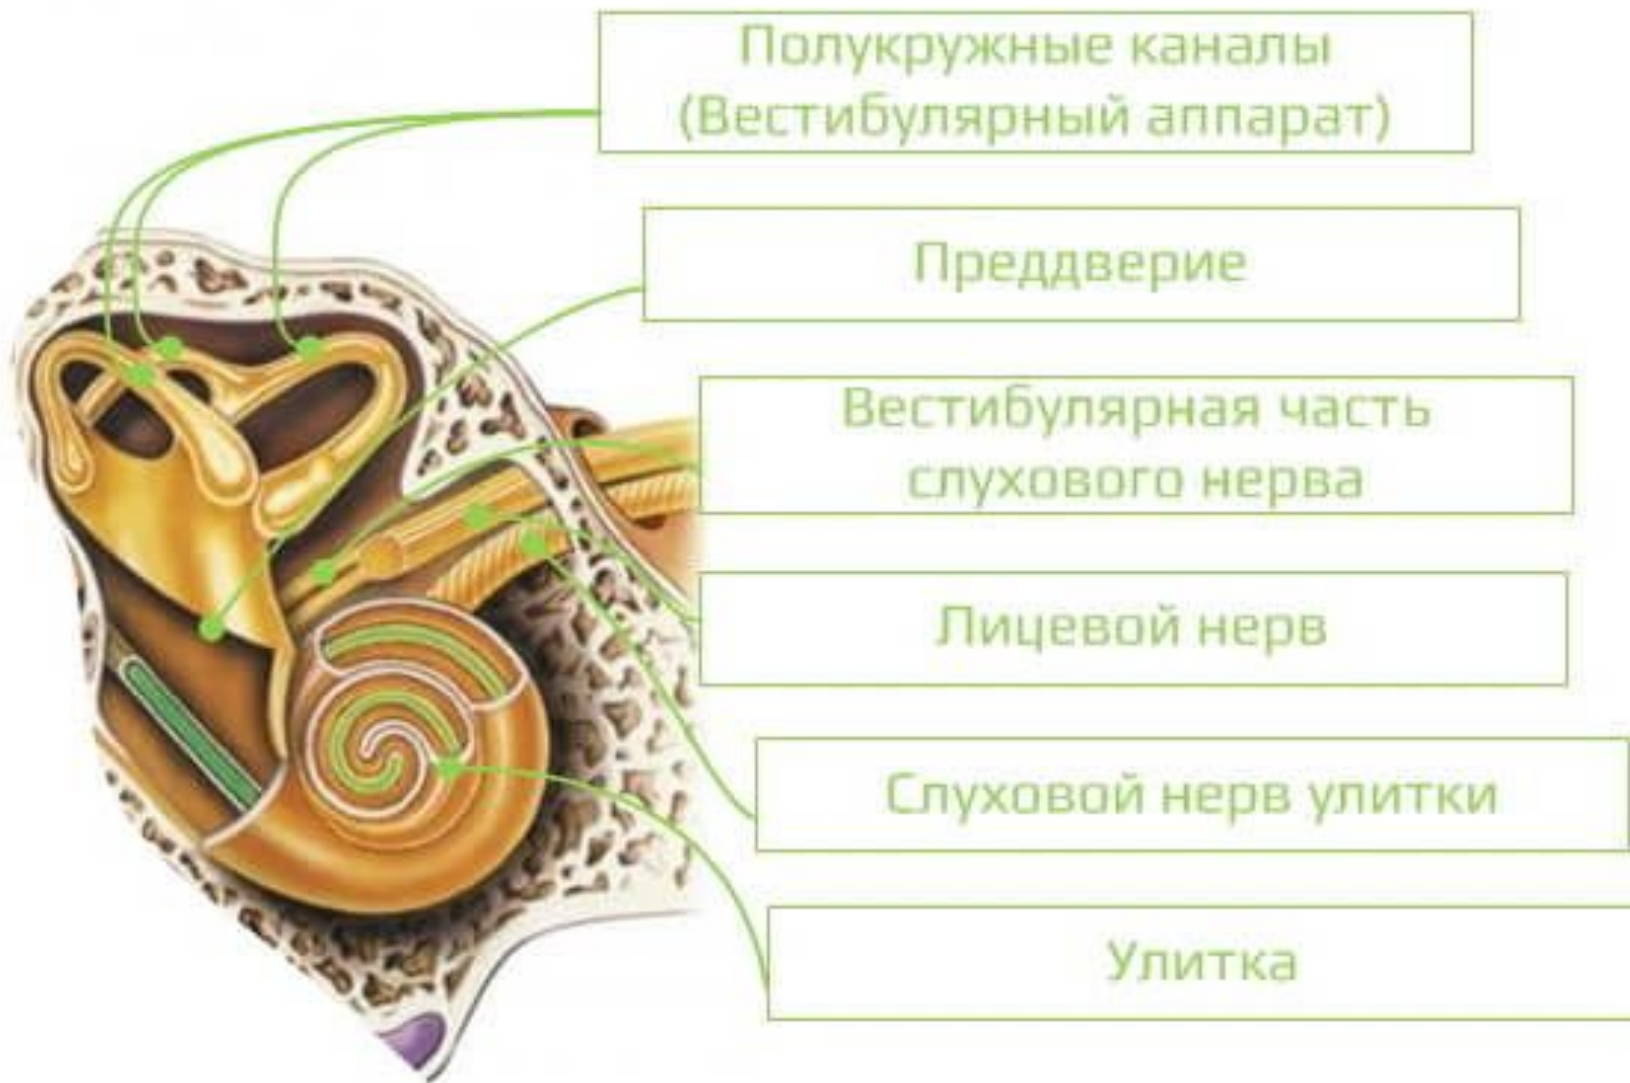 Полукружные каналы
(Вестибулярный аппарат)
Преддверие
Вестибулярная часть
слухового нерва
Лицевой нерв
Слуховой нерв улитки
Улитка